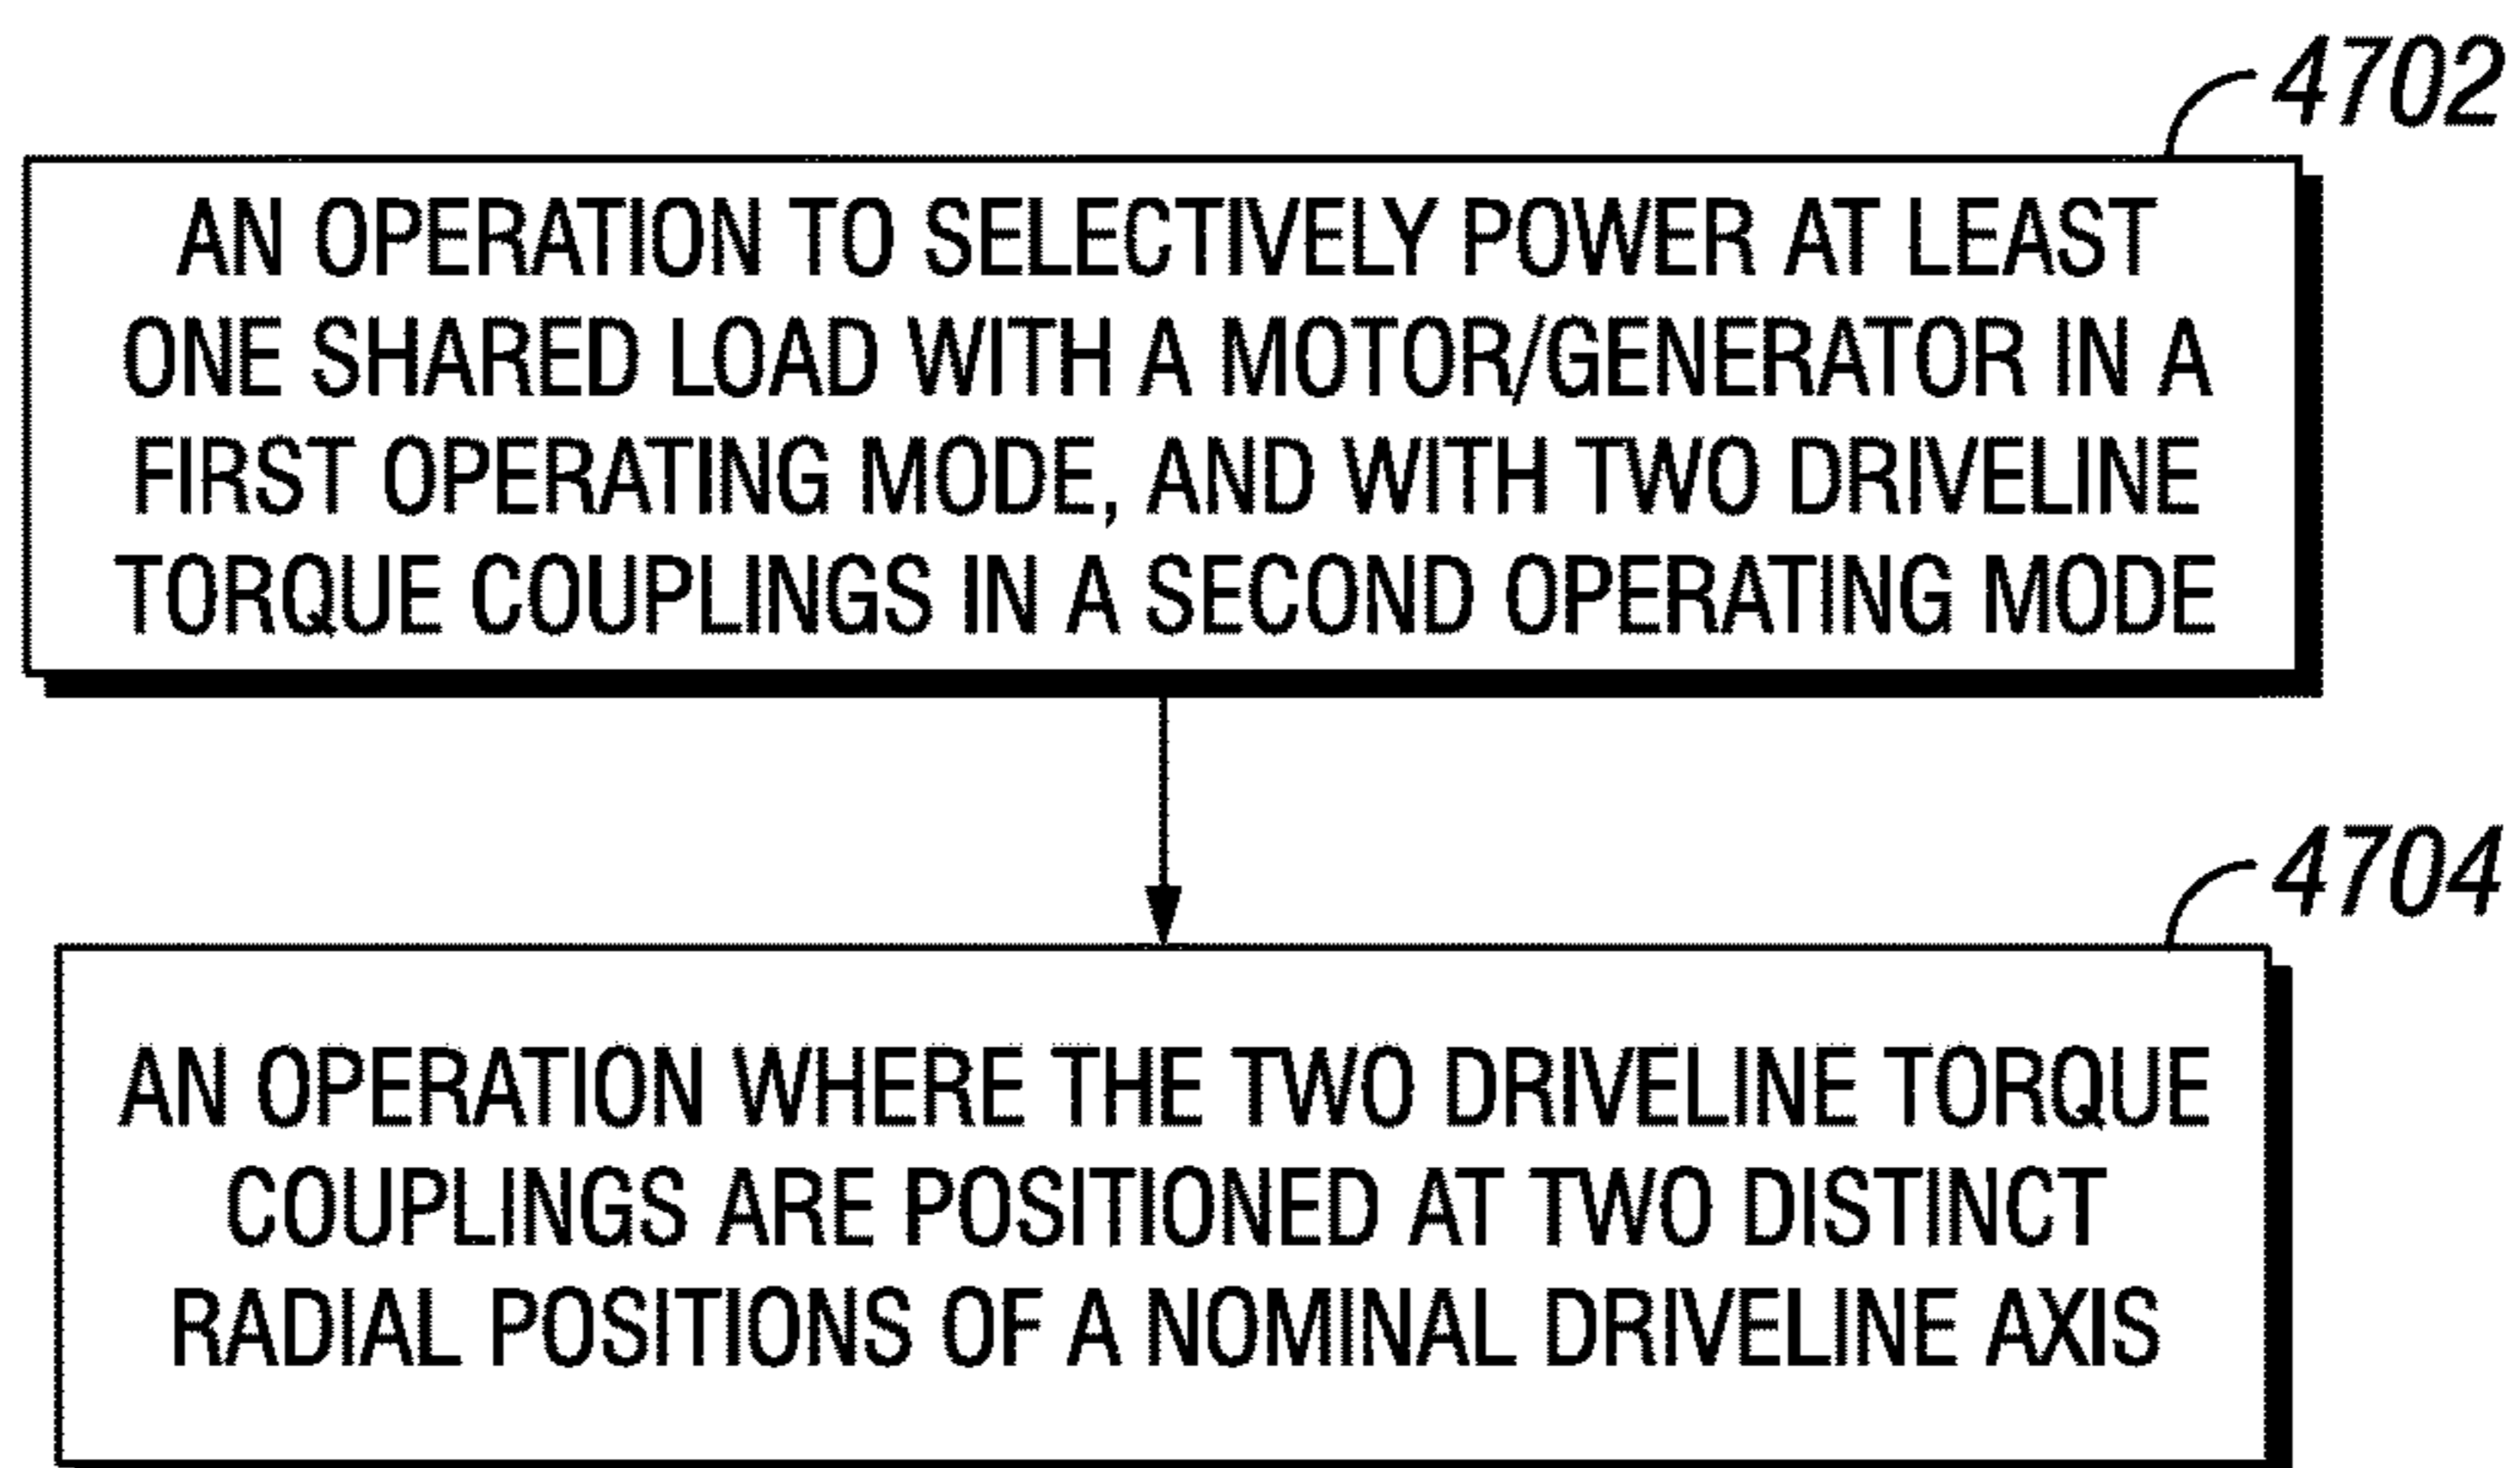 4702
AN OPERATION TO SELECTIVELY POWER AT LEAST
ONE SHARED LOAD WITH A MOTOR/GENERATOR IN A
FIRST OPERATING MODE, AND WITH TWO DRIVELINE
TORQUE COUPLINGS IN A SECOND OPERATING MODE
4704
AN OPERATION WHERE THE TWO DRIVELINE TORQUE
COUPLINGS ARE POSITIONED AT TWO DISTINCT
RADIAL POSITIONS OF A NOMINAL DRIVELINE AXIS